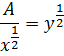 A/x^(1/2) = y^(1/2)